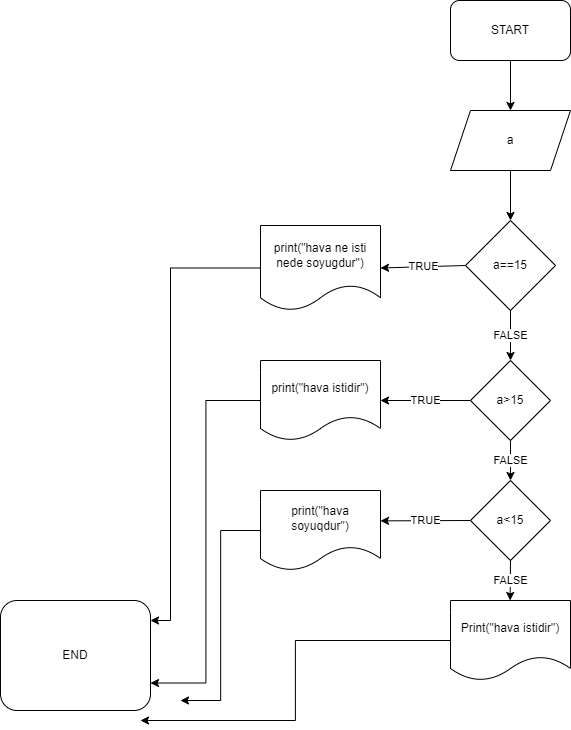 START
a
print("hava ne isti
nede soyugdur")
TRUE
a==15
FALSE
print("hava istidir")
TRUE
a>15
FALSE
print("hava
soyuqdur")
TRUE
a<15
FALSE
Print("hava istidir")
END